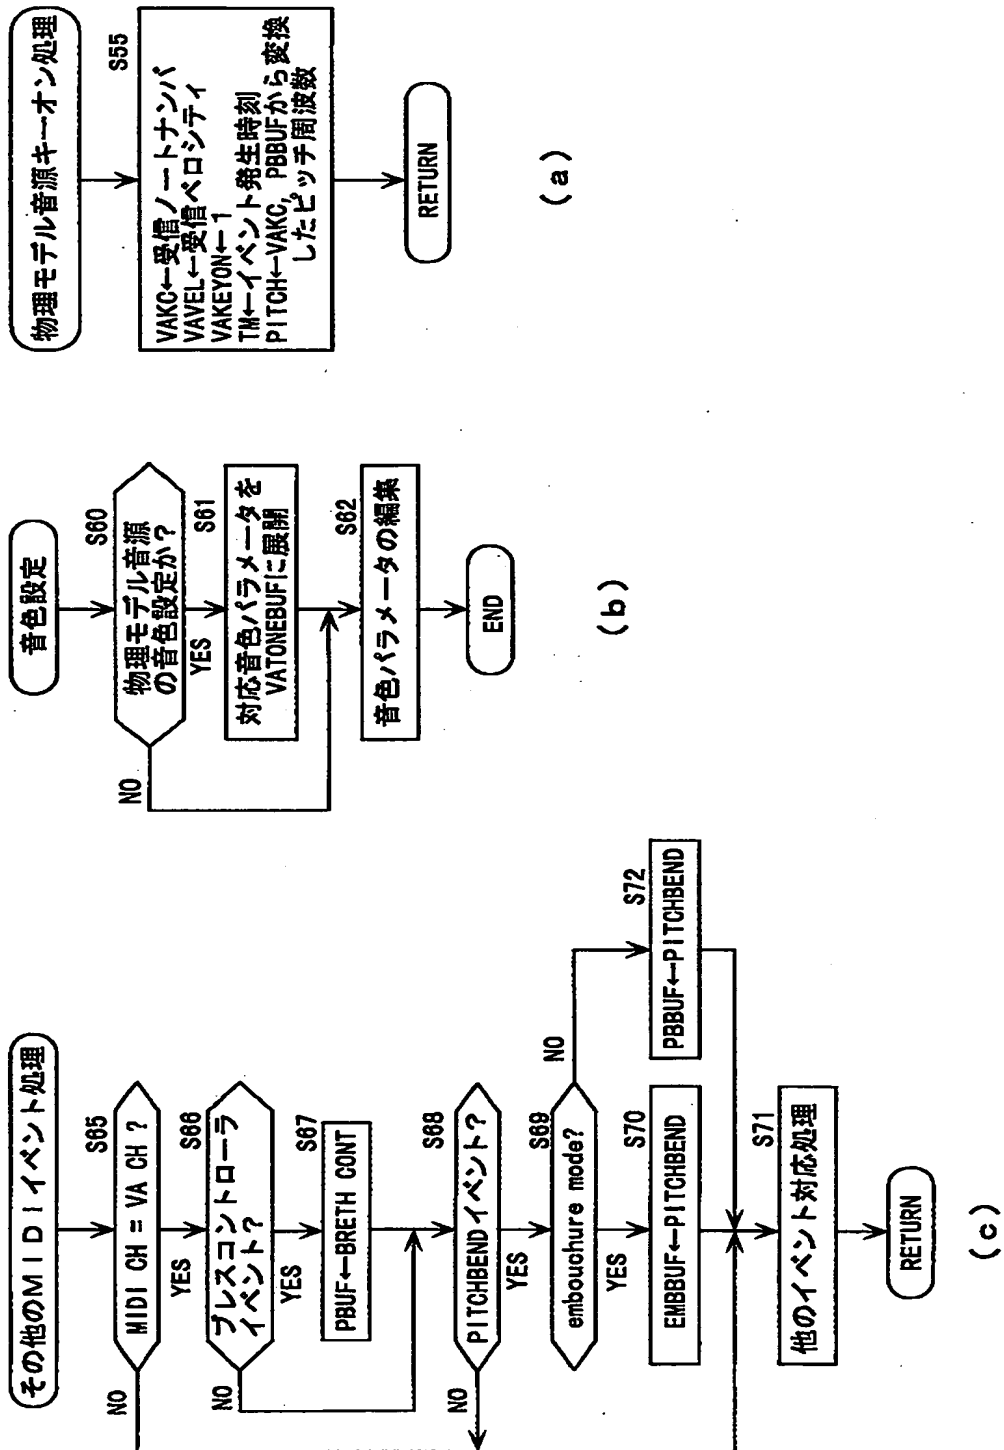 物理モデル音源キーオン処理
S55
VAKC←受信ノートナンバ
VAVEL←受信ベロシティ
VAKEYON←1
TM←イベント発生時刻
PITCH←VAKC, PBBUFから変換
したピッチ周波数
RETURN
(a)
音色設定
S60
物理モデル音源
の音色設定か?
NO
YES
S61
対応音色パラメータを
VATONEBUFに展開
S62
音色パラメータの編集
END
(b)
その他のMIDIイベント処理
S65
MIDI CH = VA CH ?
NO
YES
S66
ブレスコントローラ
イベント?
NO
YES
S67
PBUF←BRETH CONT
S68
PITCHBENDイベント?
NO
YES
S69
embouchure mode?
NO
YES
S70
EMBBUF←PITCHBEND
S72
PBBUF←PITCHBEND
S71
他のイベント対応処理
RETURN
(c)